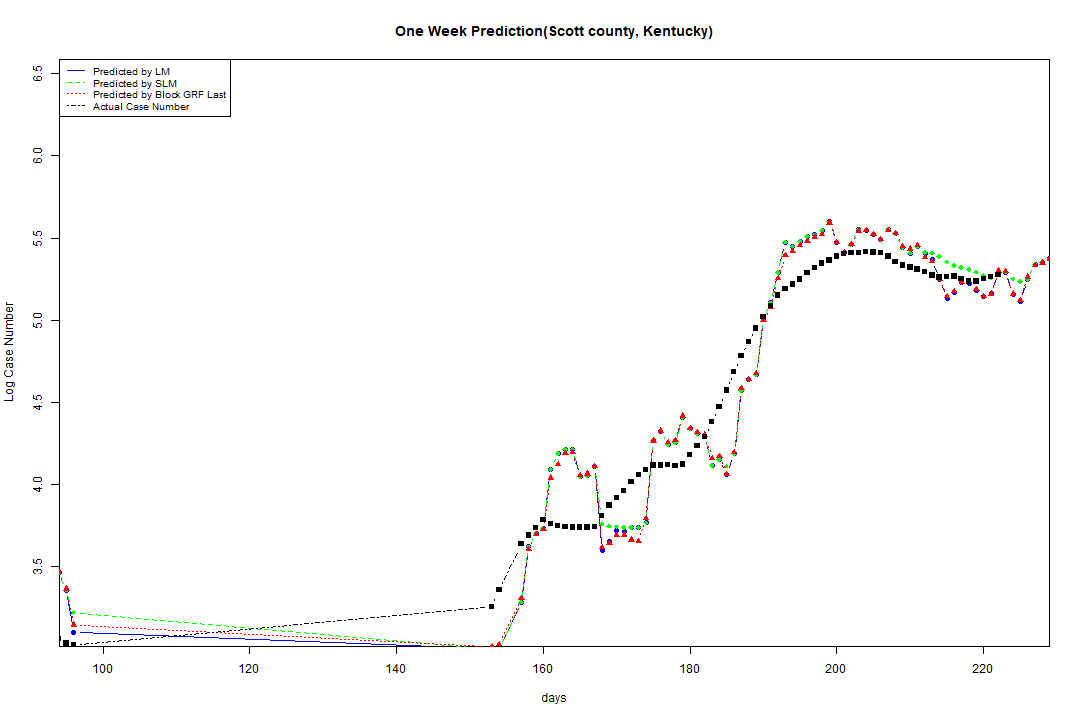 One Week Prediction(Scott county, Kentucky)
Predicted by LM
Predicted by SLM
Predicted by Block GRF Last
Actual Case Number
6.5
6.0
5.5
5.0
4.5
4.0
3.5
Log Case Number
100 120 140 160 180 200 220
days